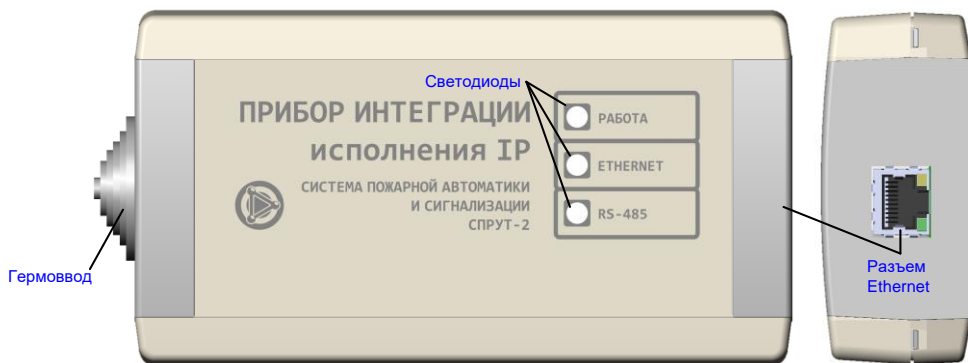 Светодиоды
ПРИБОР ИНТЕГРАЦИИ
исполнения IP
СИСТЕМА ПОЖАРНОЙ АВТОМАТИКИ
И СИГНАЛИЗАЦИИ
СПРУТ-2
РАБОТА
ETHERNET
RS-485
Гермоввод
Разъем
Ethernet